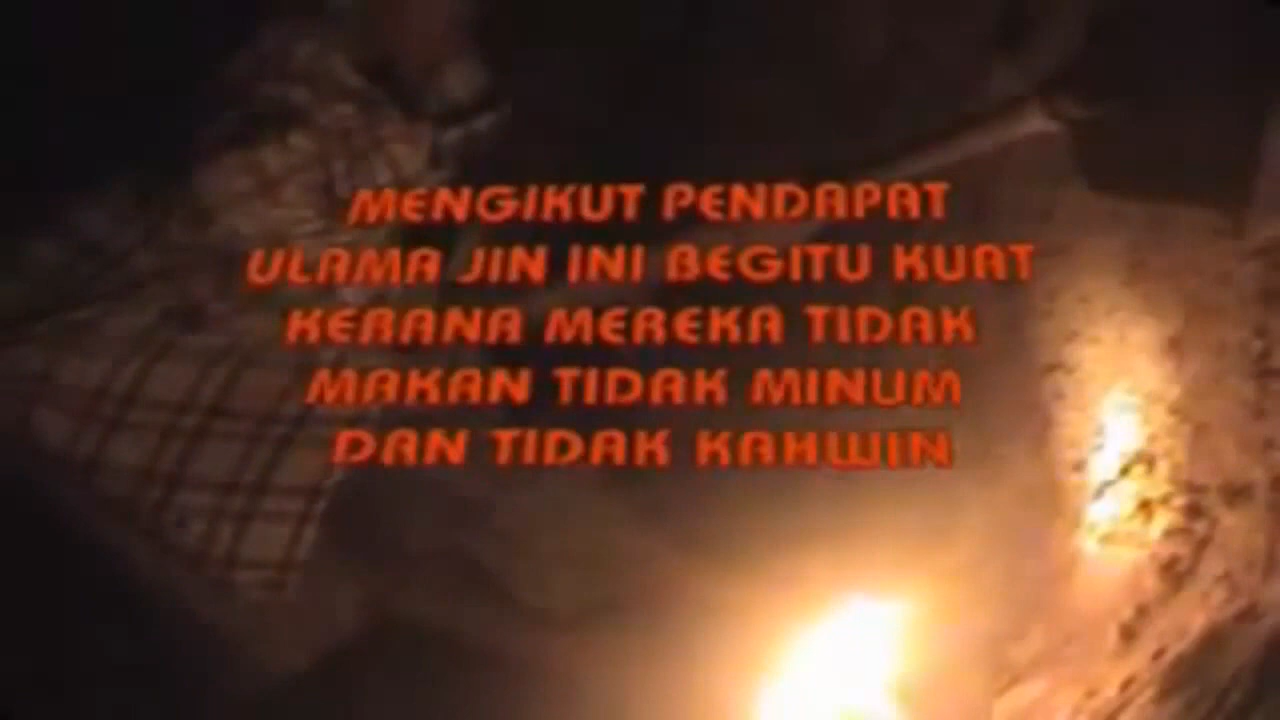 MENGIKUT PENDAPAT
ULAMA JIN INI BEGITU KUAT
KERANA MEREKA TIDAK
MAKAN TIDAK MINUM
DAN TIDAK KAHWIN